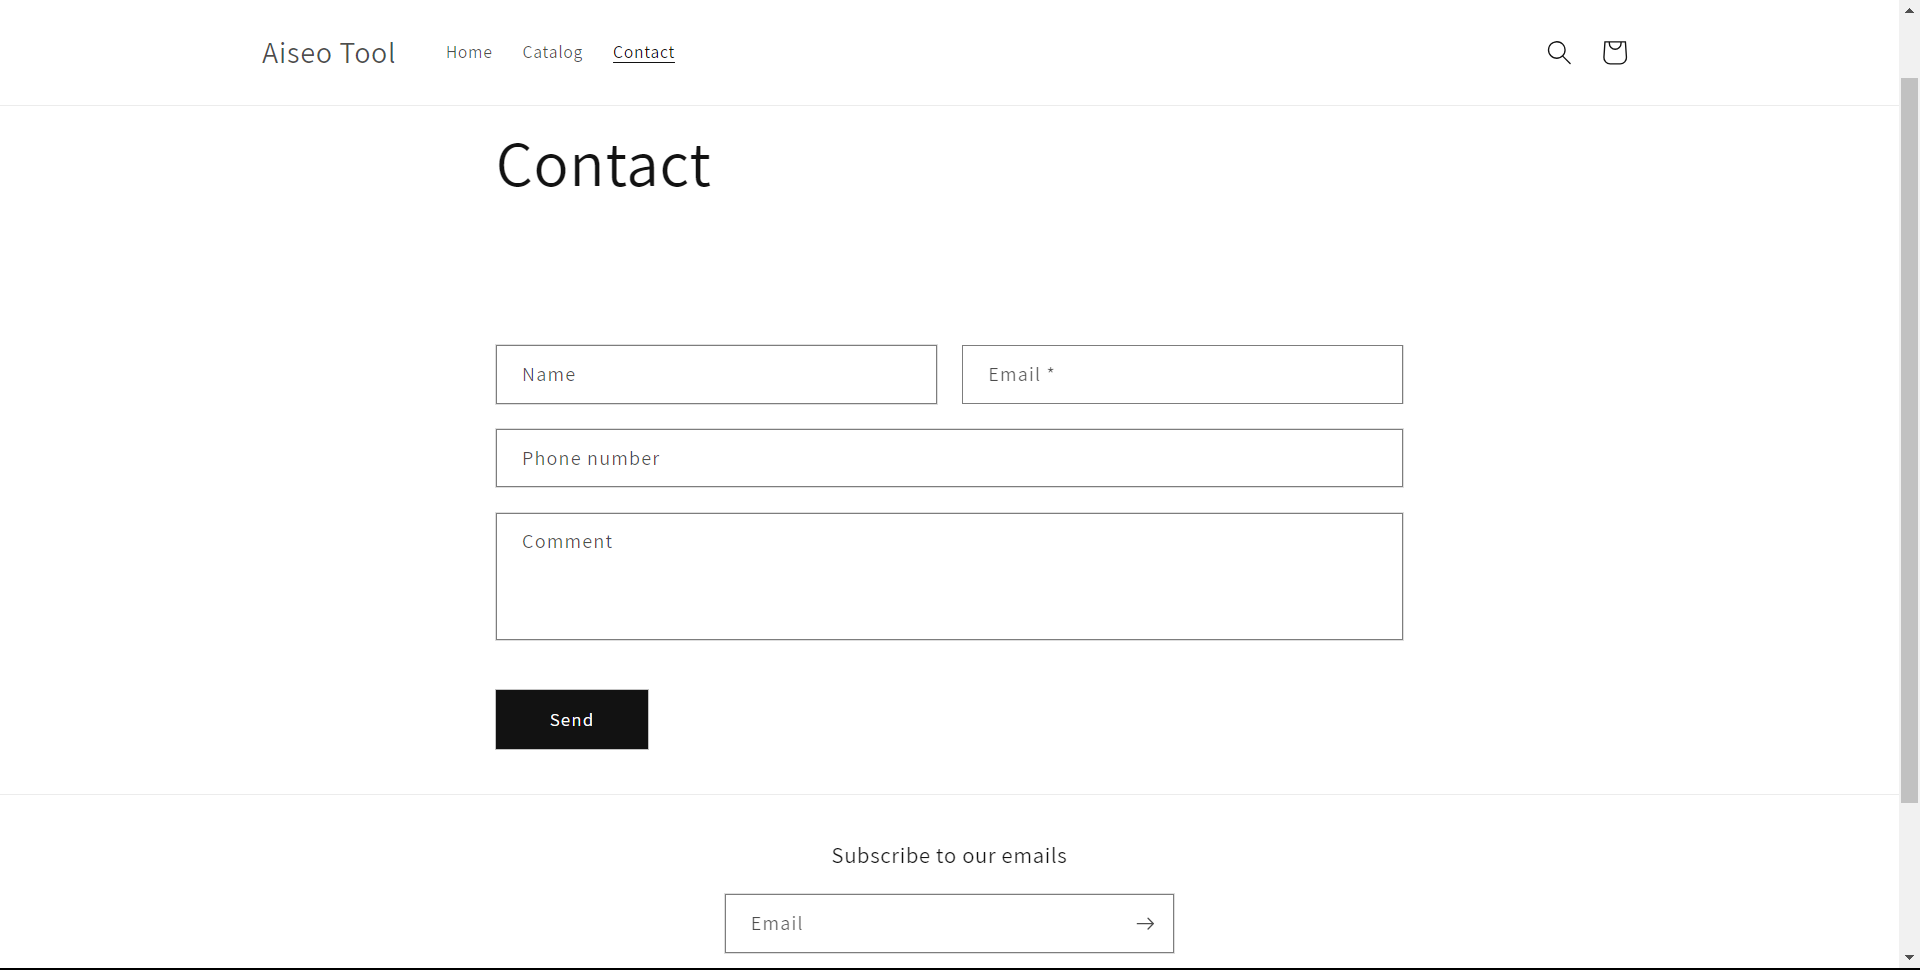 Aiseo Tool Home Catalog Contact
Contact
Name Email *
Phone number
Comment
Send
Subscribe to our emails
Email